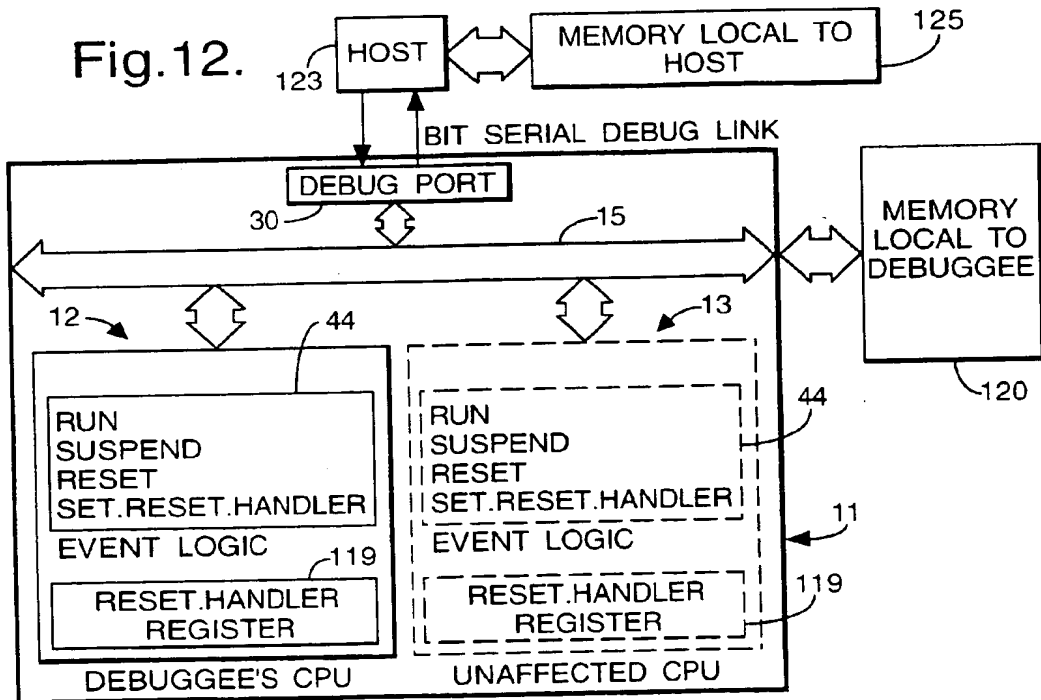 Fig.12.
HOST
123
MEMORY LOCAL TO
HOST
125
BIT SERIAL DEBUG LINK
DEBUG PORT
30
15
MEMORY
LOCAL TO
DEBUGGEE
120
12
44
13
RUN
SUSPEND
RESET
SET.RESET.HANDLER
EVENT LOGIC
119
RESET.HANDLER
REGISTER
DEBUGGEE'S CPU
RUN
SUSPEND
RESET
SET.RESET.HANDLER
44
EVENT LOGIC
11
RESET.HANDLER
REGISTER
119
UNAFFECTED CPU